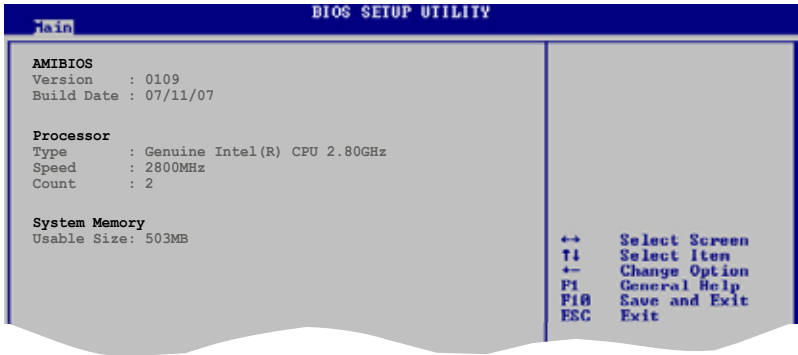 BIOS SETUP UTILITY
Main
AMIBIOS
Version : 0109
Build Date : 07/11/07
Processor
Type : Genuine Intel(R) CPU 2.80GHz
Speed : 2800MHz
Count : 2
System Memory
Usable Size: 503MB
←→ Select Screen
↑↓ Select Item
+- Change Option
F1 General Help
F10 Save and Exit
ESC Exit